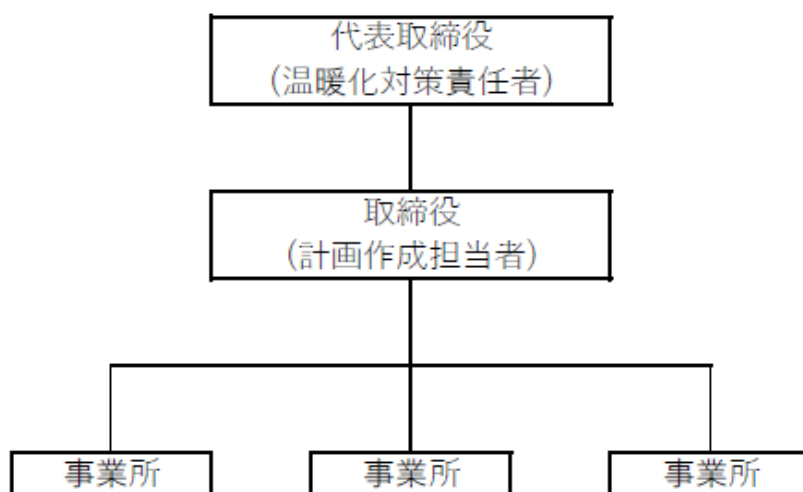 代表取締役
(温暖化対策責任者)
取締役
(計画作成担当者)
事業所
事業所
事業所